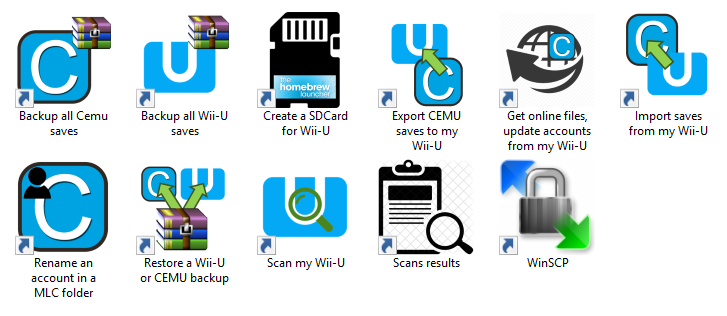 Backup all Cemu
saves
Backup all Wii-U
saves
the
homebrew
launcher
Create a SDCard
for Wii-U
Export CEMU
saves to my
Wii-U
Get online files,
update accounts
from my Wii-U
Import saves
from my Wii-U
Rename an
account in a
MLC folder
Restore a Wii-U
or CEMU backup
Scan my Wii-U
Scans results
WinSCP